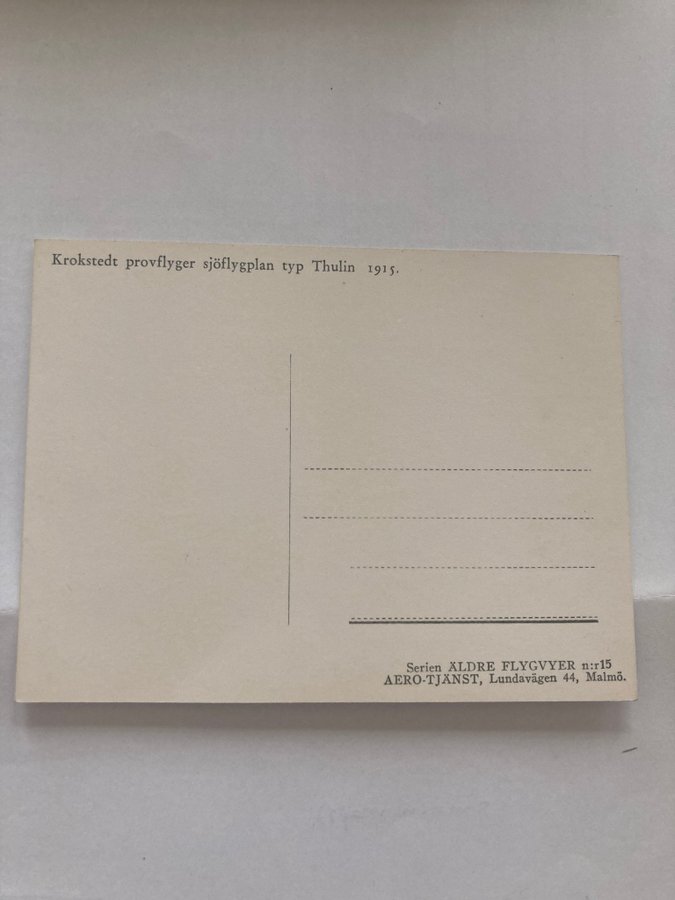 Krokstedt provflyger sjöflygplan typ Thulin 1915.
Serien ÄLDRE FLYGVYER n:r15
AERO-TJÄNST, Lundavägen 44, Malmö.